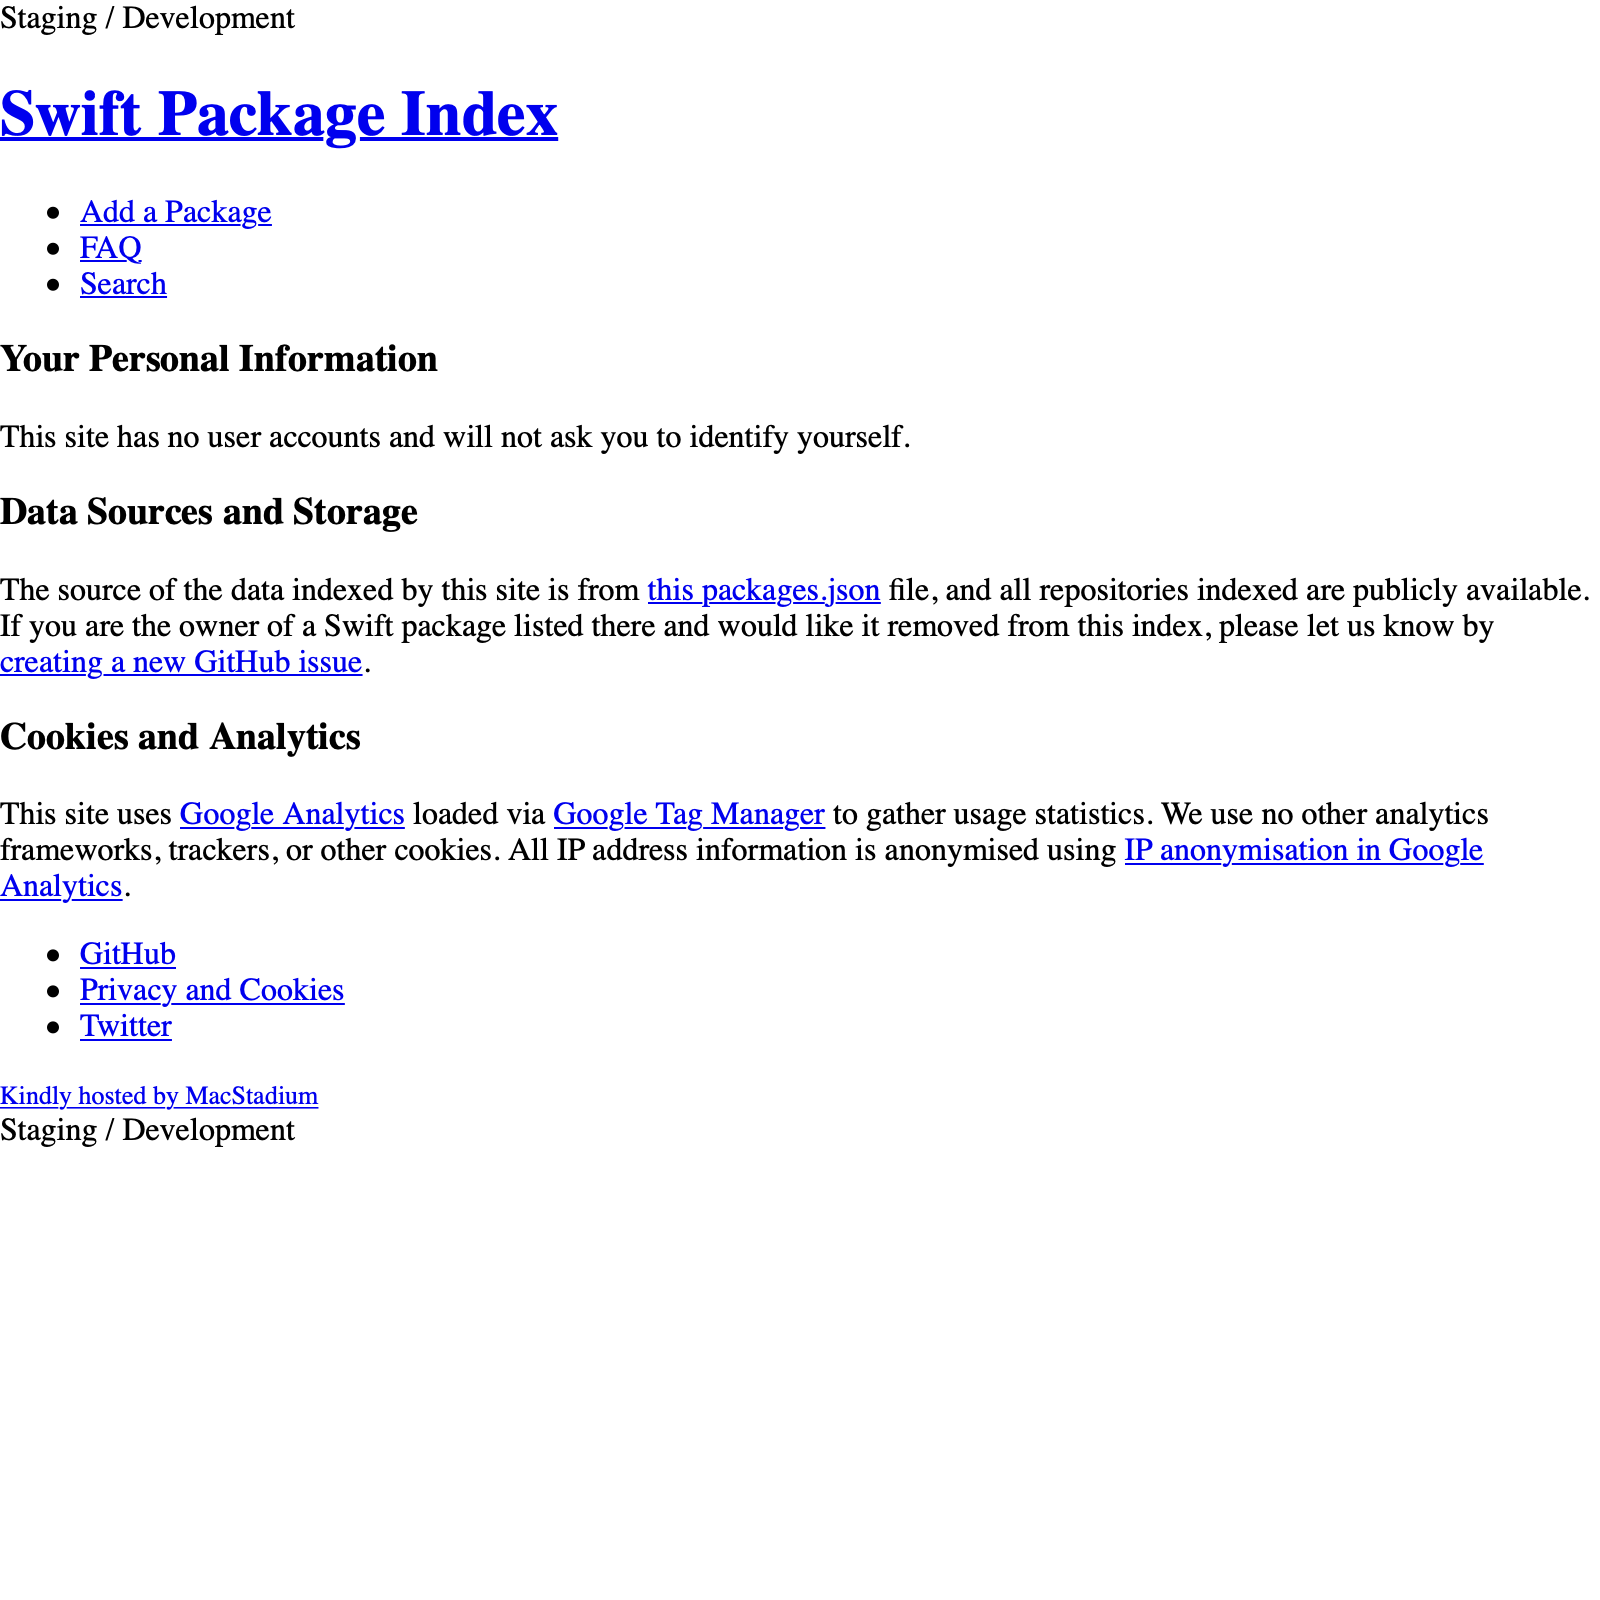 Staging / Development
Swift Package Index
Add a Package
FAQ
Search
Your Personal Information
This site has no user accounts and will not ask you to identify yourself.
Data Sources and Storage
The source of the data indexed by this site is from this packages.json file, and all repositories indexed are publicly available.
If you are the owner of a Swift package listed there and would like it removed from this index, please let us know by
creating a new GitHub issue.
Cookies and Analytics
This site uses Google Analytics loaded via Google Tag Manager to gather usage statistics. We use no other analytics
frameworks, trackers, or other cookies. All IP address information is anonymised using IP anonymisation in Google
Analytics.
GitHub
Privacy and Cookies
Twitter
Kindly hosted by MacStadium
Staging / Development